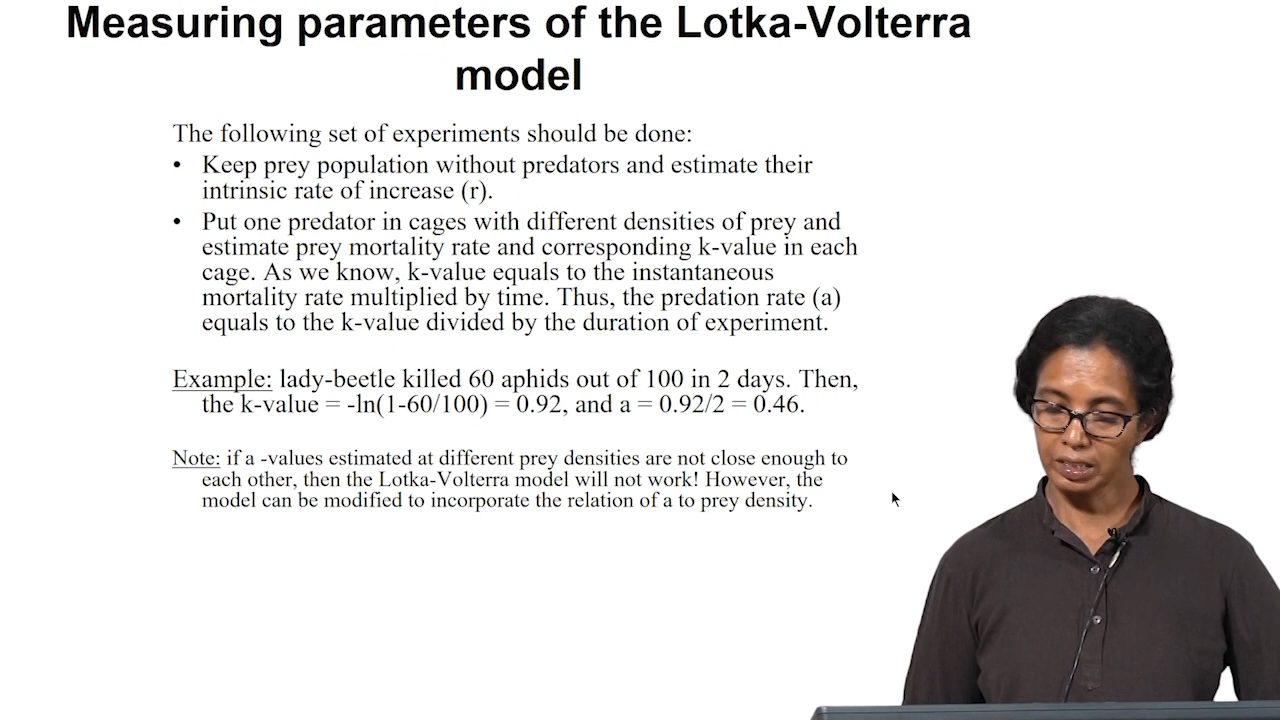 Measuring parameters of the Lotka-Volterra
model
The following set of experiments should be done:
• Keep prey population without predators and estimate their
intrinsic rate of increase (r).
• Put one predator in cages with different densities of prey and
estimate prey mortality rate and corresponding k-value in each
cage. As we know, k-value equals to the instantaneous
mortality rate multiplied by time. Thus, the predation rate (a)
equals to the k-value divided by the duration of experiment.
Example: lady-beetle killed 60 aphids out of 100 in 2 days. Then,
the k-value = -ln(1-60/100) = 0.92, and a = 0.92/2 = 0.46.
Note: if a -values estimated at different prey densities are not close enough to
each other, then the Lotka-Volterra model will not work! However, the
model can be modified to incorporate the relation of a to prey density.